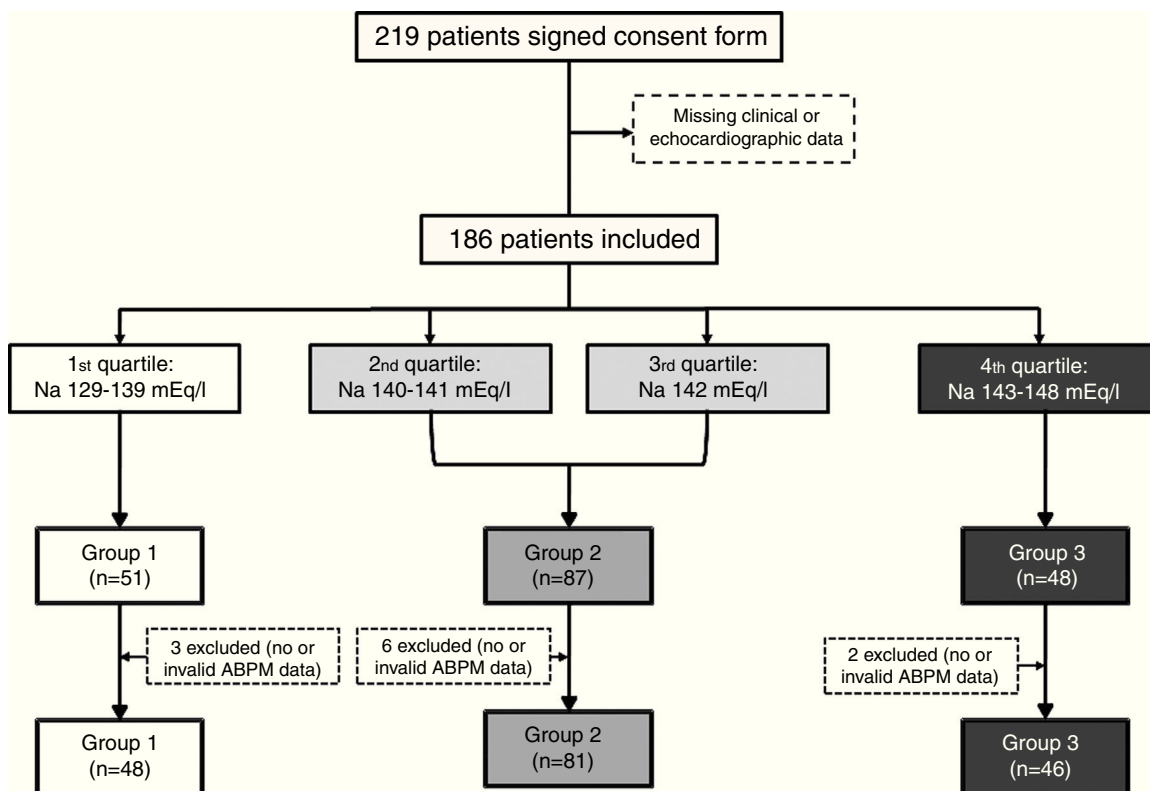 219 patients signed consent form
Missing clinical or
echocardiographic data
186 patients included
1st quartile:
Na 129-139 mEq/l
2nd quartile:
Na 140-141 mEq/l
3rd quartile:
Na 142 mEq/l
4th quartile:
Na 143-148 mEq/l
Group 1
(n=51)
Group 2
(n=87)
Group 3
(n=48)
3 excluded (no or
invalid ABPM data)
6 excluded (no or
invalid ABPM data)
2 excluded (no or
invalid ABPM data)
Group 1
(n=48)
Group 2
(n=81)
Group 3
(n=46)